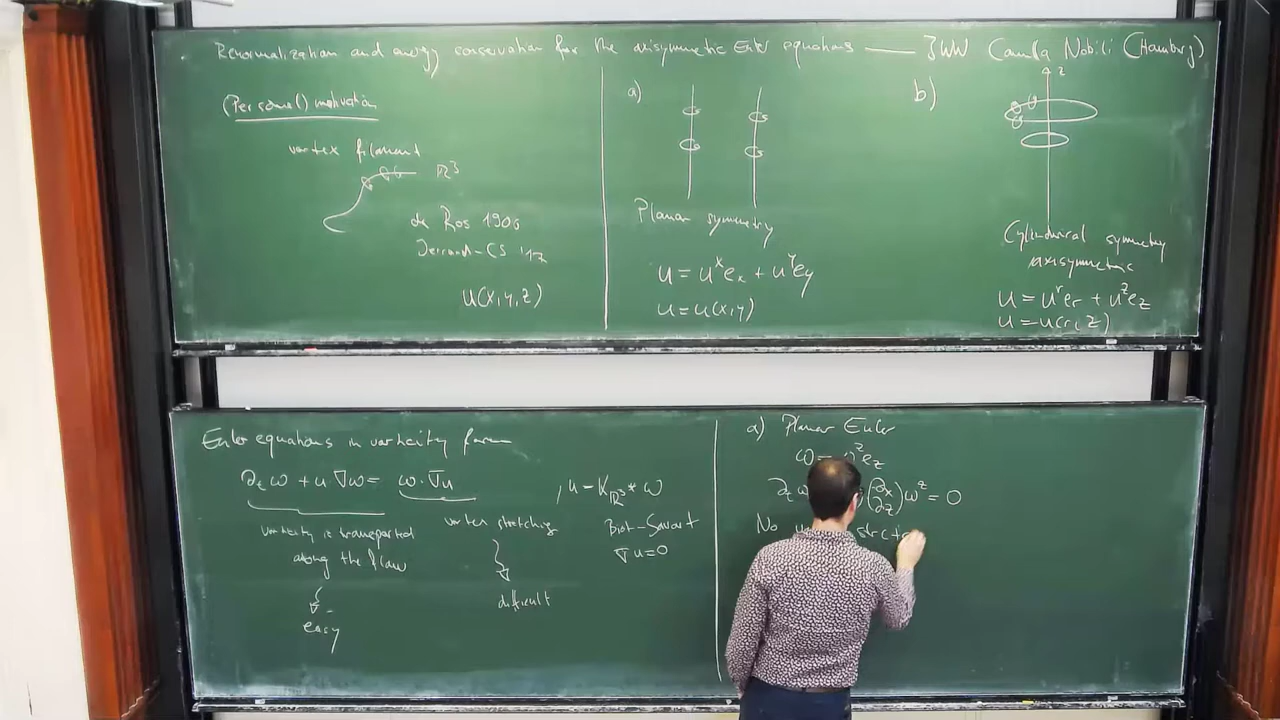 Renormalization and energy conservation for the axisymmetric Euler equations — JWW Camilla Nobili (Hamburg)
(Personal) motivation
vortex filament
ℝ³
da Rios 1906
Jerrard-CS '17
u(x,y,z)
a)
Planar symmetry
u = uˣeₓ + uʸe_y
u = u(x,y)
b)
z
Cylindrical symmetry
axisymmetric
u = uʳeᵣ + uᶻe_z
u = u(r,z)
Euler equations in vorticity form
∂ₜω + u·∇ω = ω·∇u , u = K_ℝ³ * ω
vorticity is transported
along the flow
easy
vortex stretching
difficult
Biot-Savart
∇·u=0
a) Planar Euler
ω = ωᶻe_z
∂ₜω (∂x ∂z) ωᶻ = 0
No